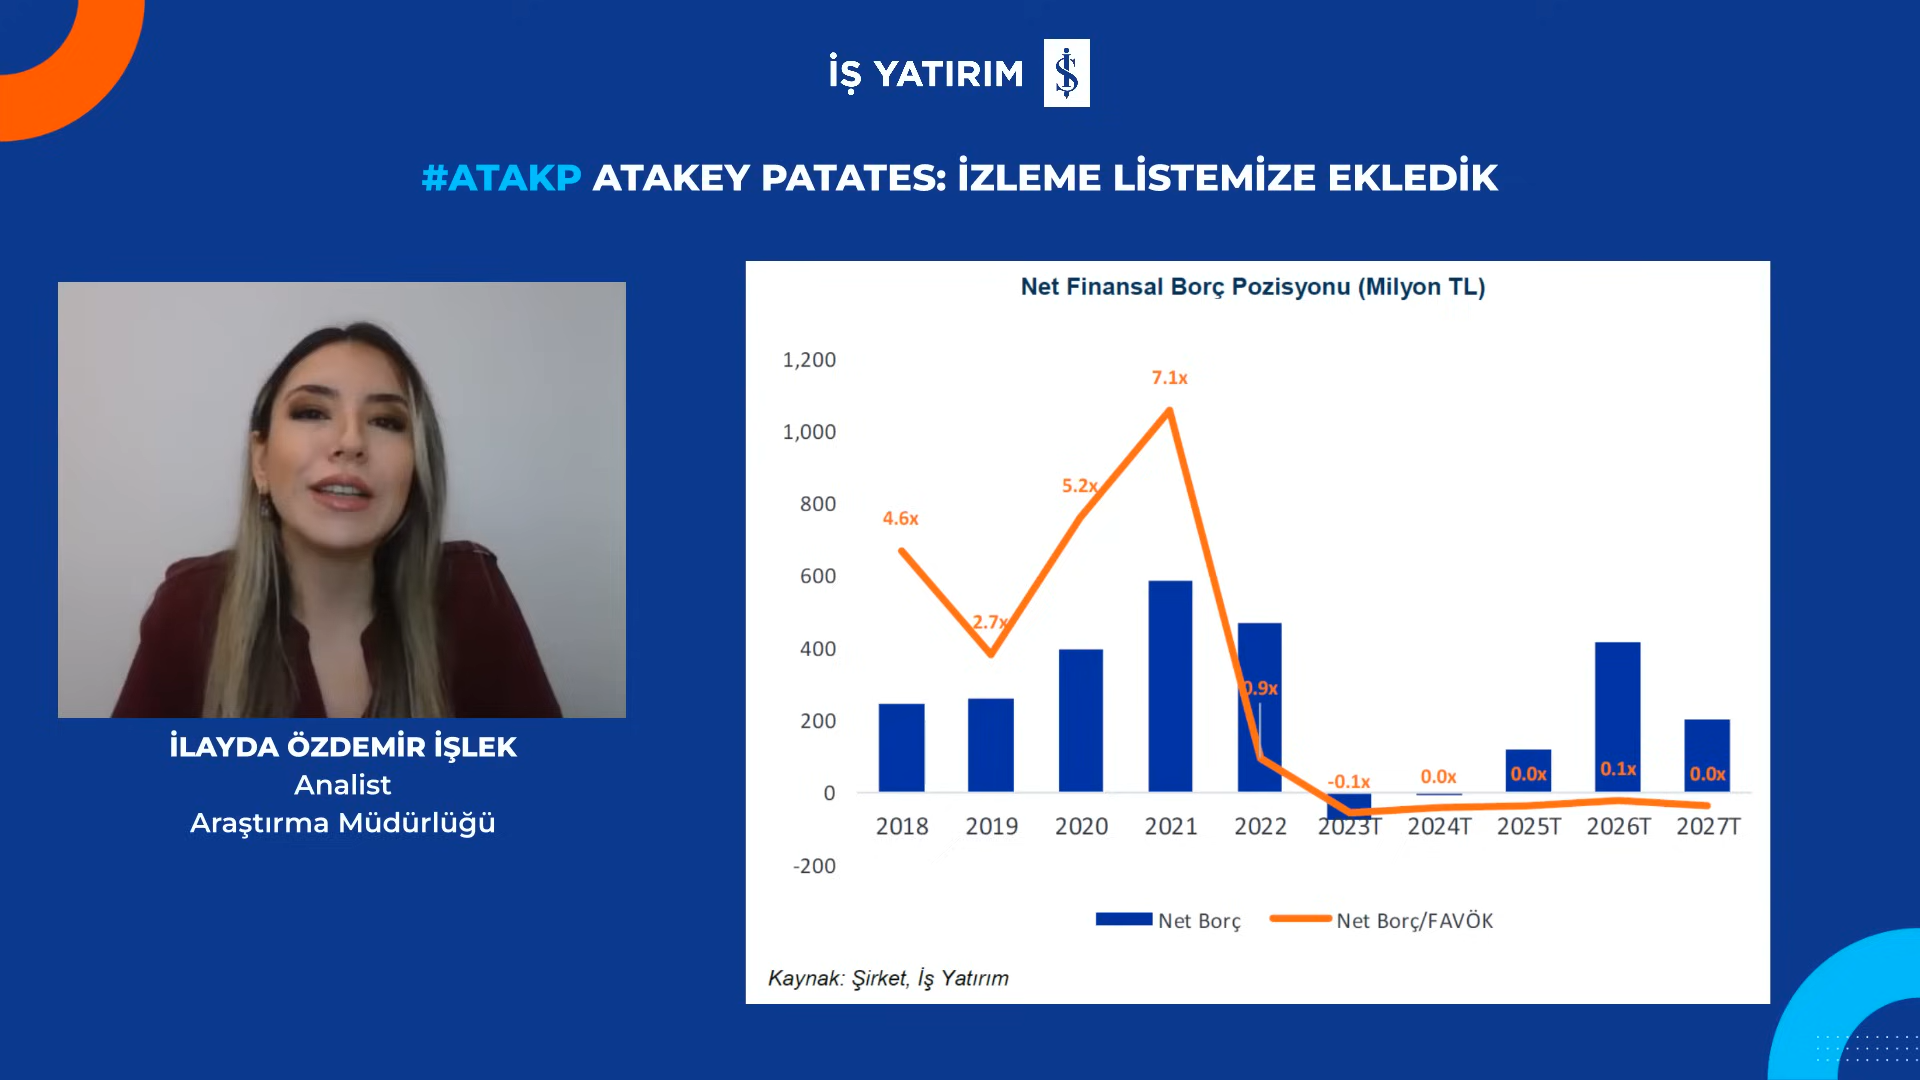 İŞ YATIRIM
#ATAKP ATAKEY PATATES: İZLEME LİSTEMİZE EKLEDİK
İLAYDA ÖZDEMİR İŞLEK
Analist
Araştırma Müdürlüğü
Net Finansal Borç Pozisyonu (Milyon TL)
1,200
1,000
800
600
400
200
0
-200
4.6x
2.7x
5.2x
7.1x
0.9x
-0.1x
0.0x
0.0x
0.1x
0.0x
2018 2019 2020 2021 2022 2023T 2024T 2025T 2026T 2027T
Net Borç Net Borç/FAVÖK
Kaynak: Şirket, İş Yatırım